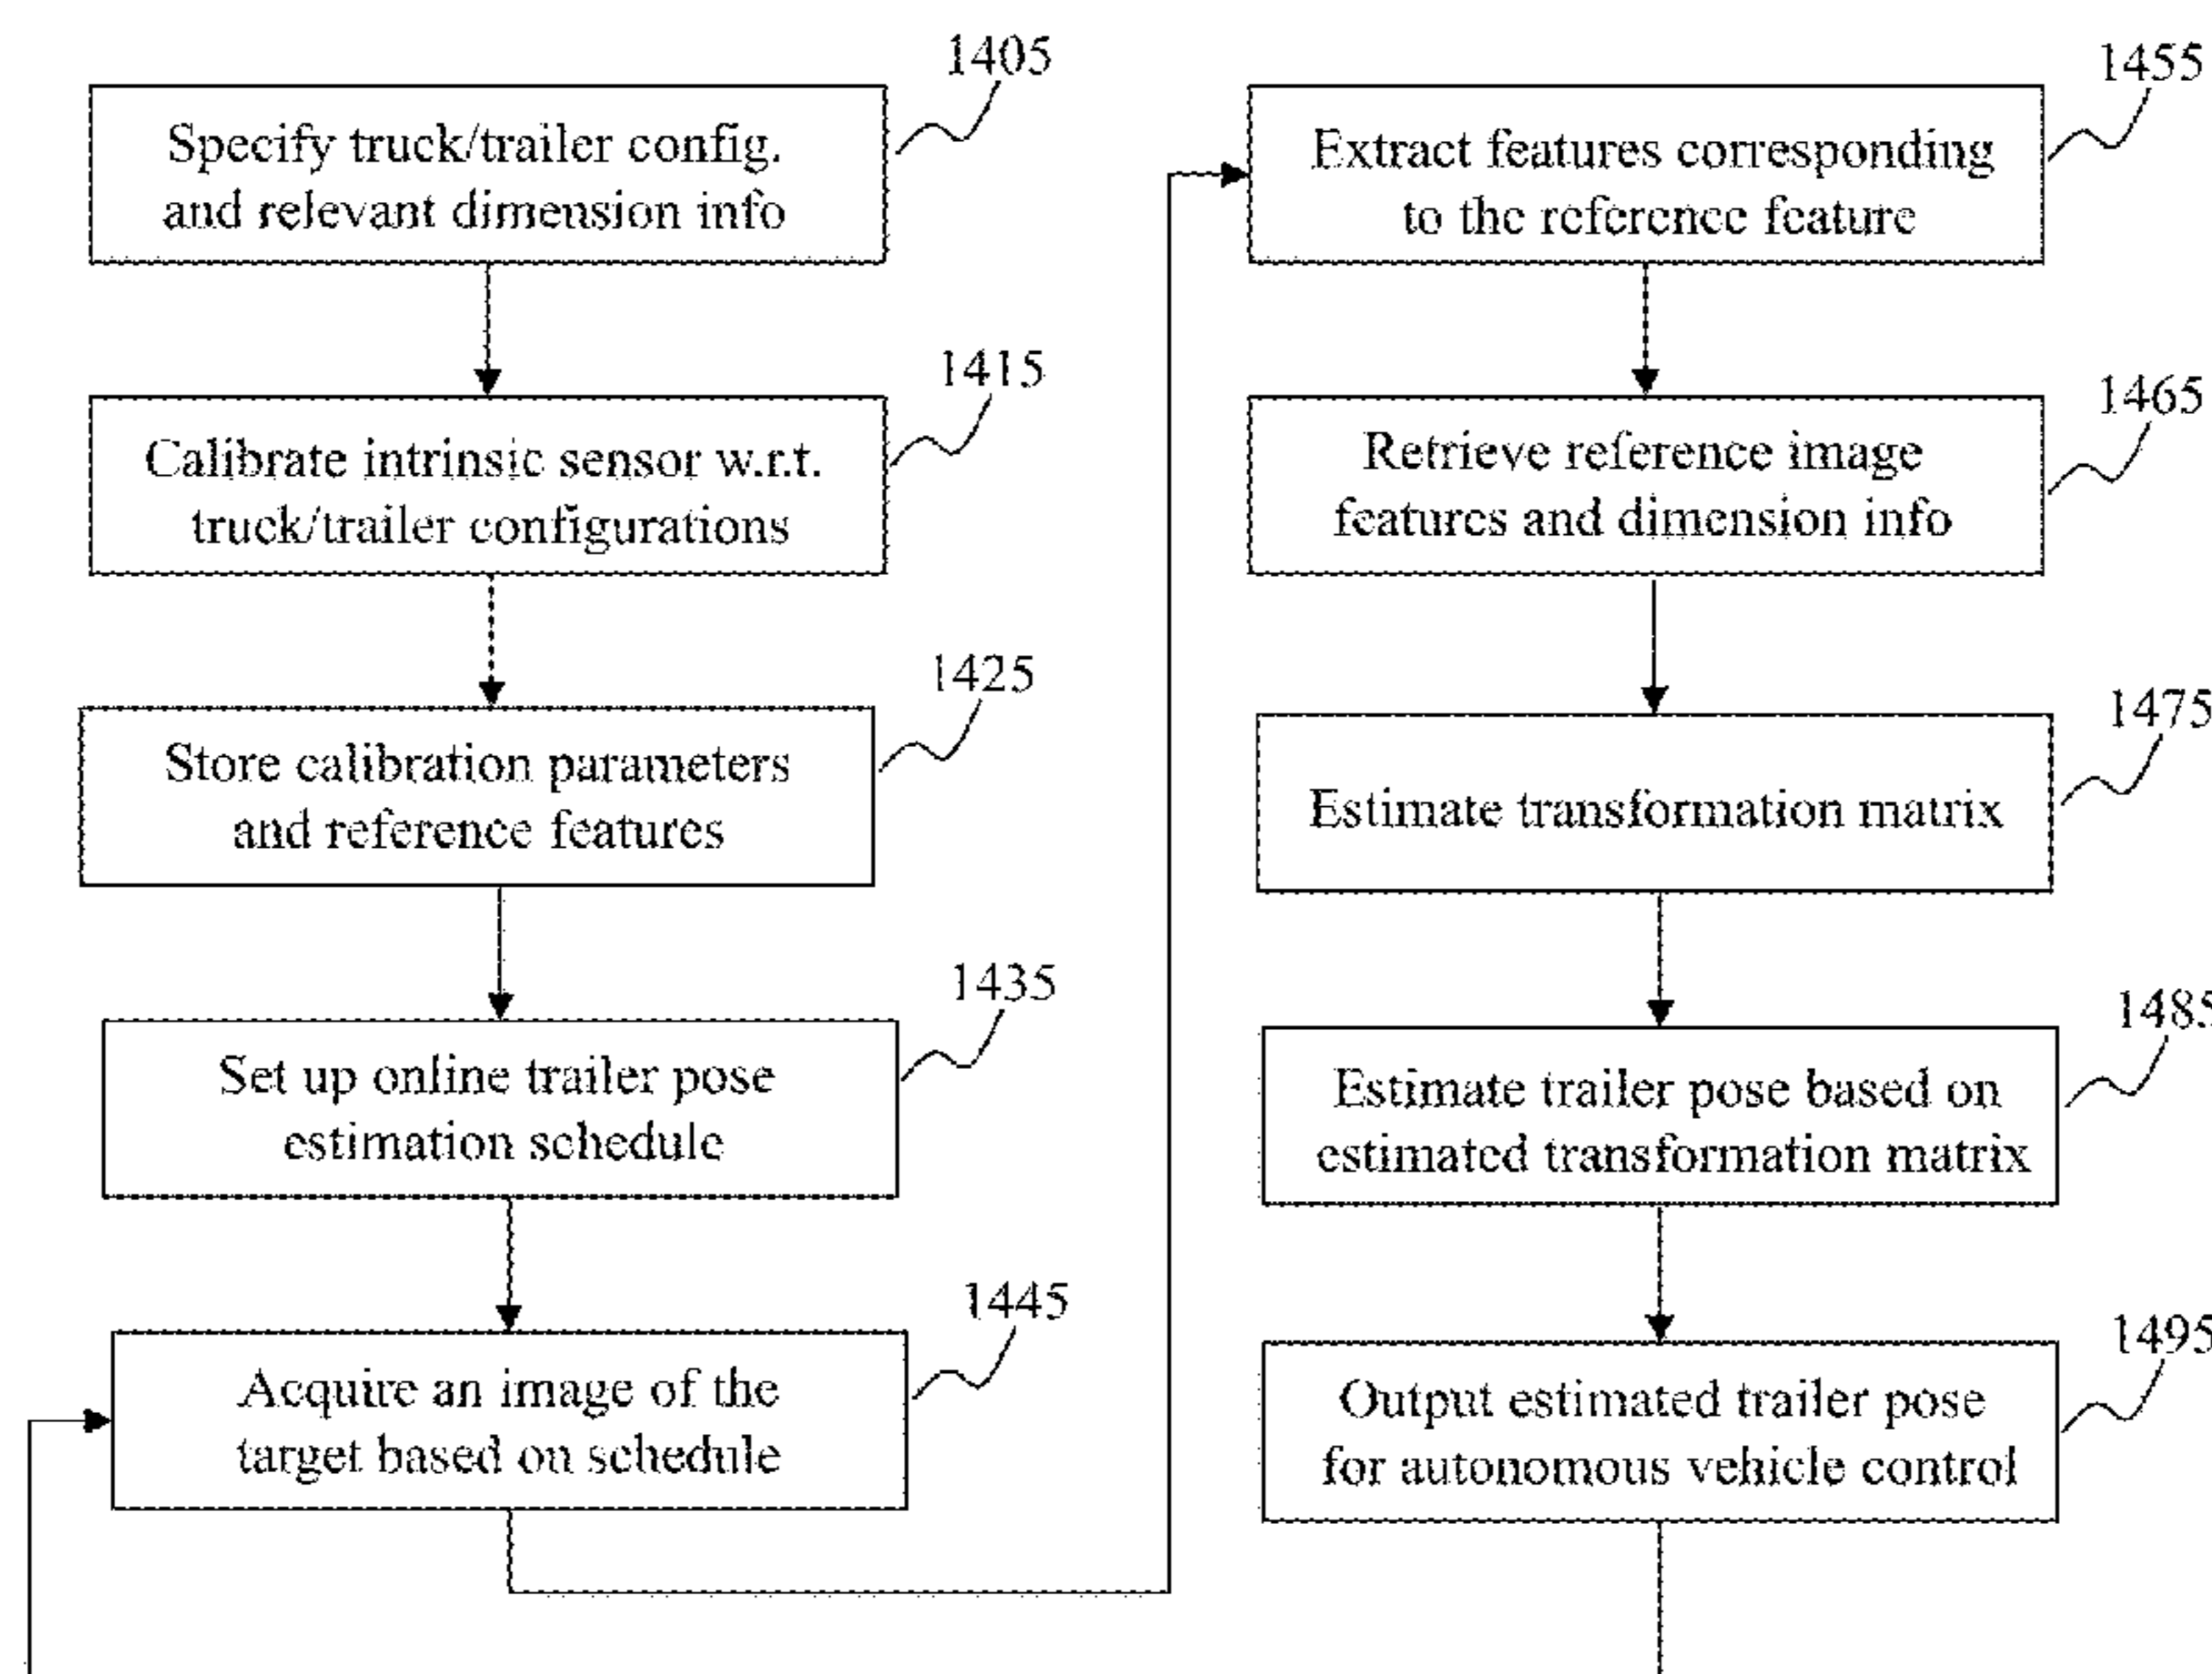 1405
Specify truck/trailer config.
and relevant dimension info
1415
Calibrate intrinsic sensor w.r.t.
truck/trailer configurations
1425
Store calibration parameters
and reference features
1435
Set up online trailer pose
estimation schedule
1445
Acquire an image of the
target based on schedule
1455
Extract features corresponding
to the reference feature
1465
Retrieve reference image
features and dimension info
1475
Estimate transformation matrix
1485
Estimate trailer pose based on
estimated transformation matrix
1495
Output estimated trailer pose
for autonomous vehicle control